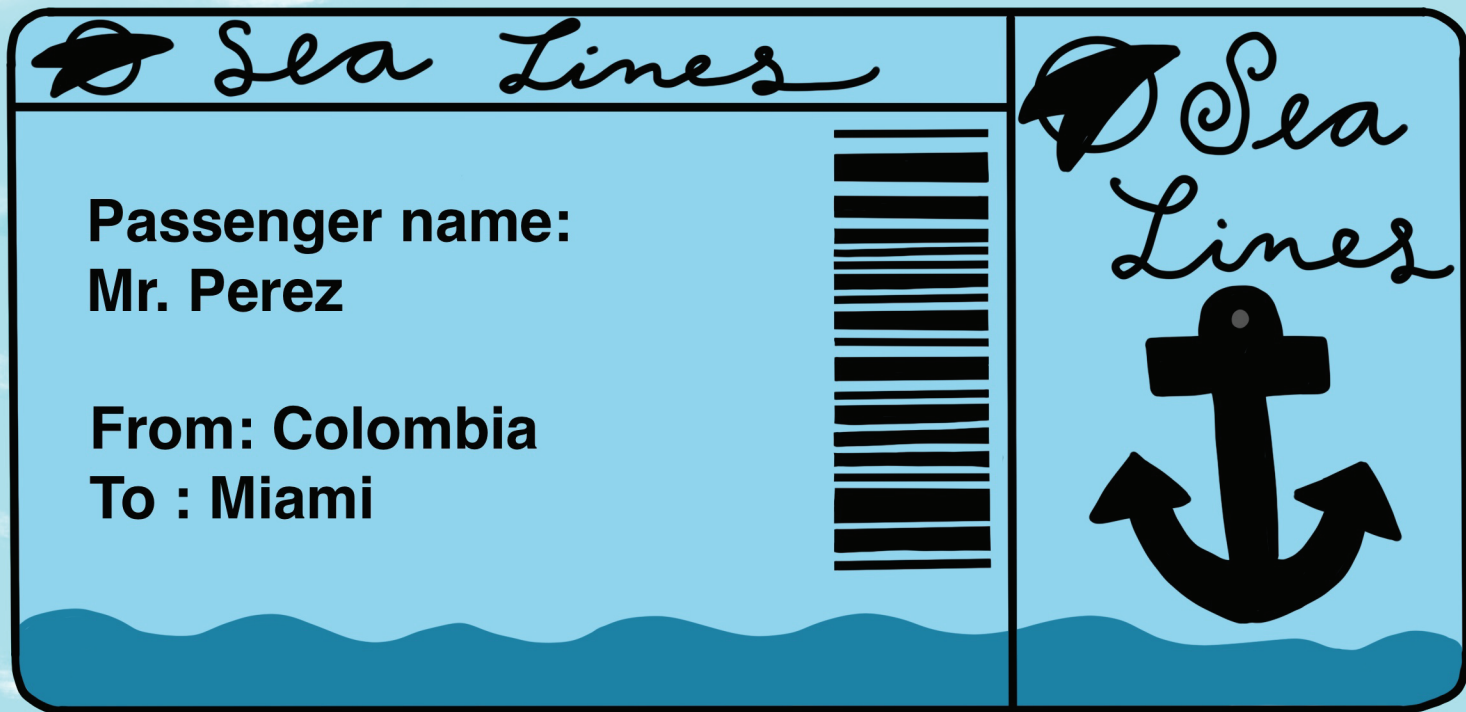 Sea Lines
Passenger name:
Mr. Perez
From: Colombia
To : Miami
Sea
Lines